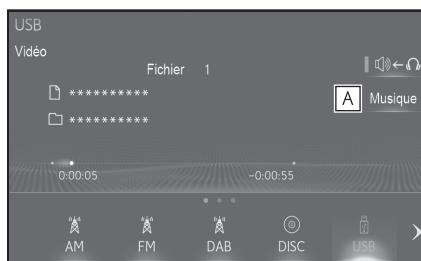 USB
Vidéo
Fichier 1
**********
**********
A Musique
0:00:05 -0:00:55
AM FM DAB DISC USB